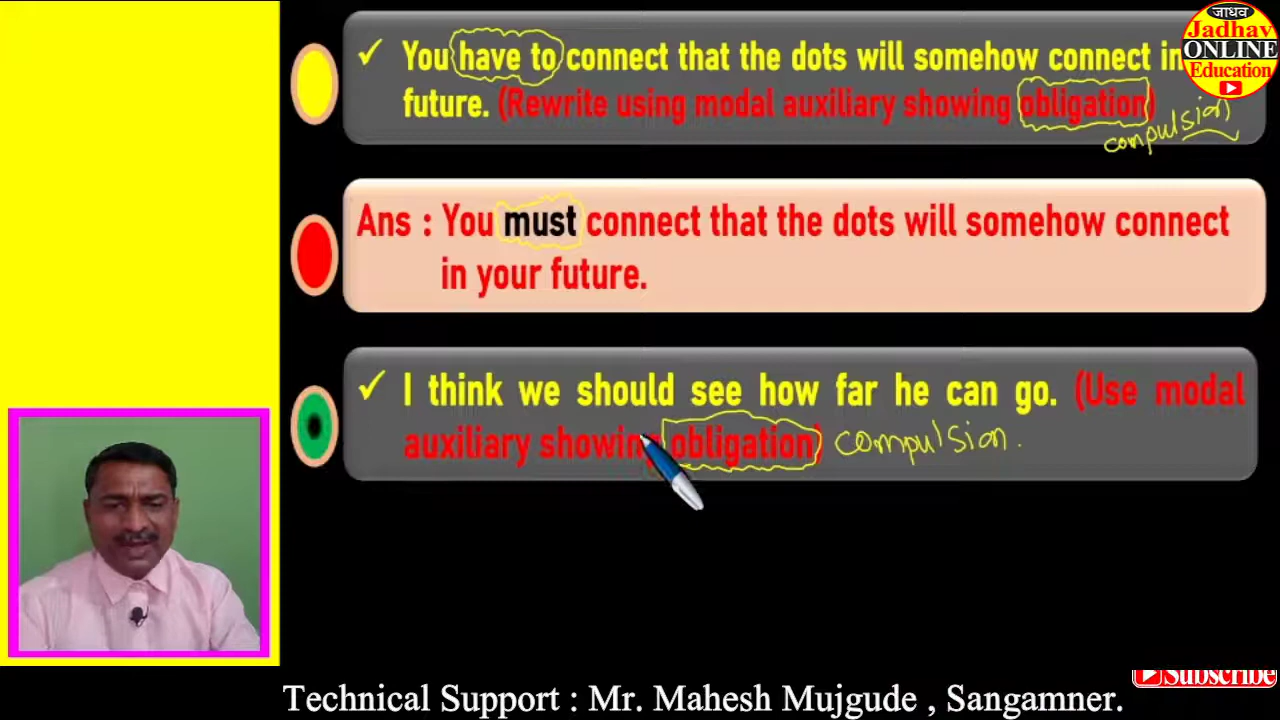 ✓ You have to connect that the dots will somehow connect in
future. (Rewrite using modal auxiliary showing obligation)
compulsion
Ans : You must connect that the dots will somehow connect
in your future.
✓ I think we should see how far he can go. (Use modal
auxiliary showing obligation) compulsion.
जाधव
Jadhav
ONLINE
Education
Subscribe
Technical Support : Mr. Mahesh Mujgude , Sangamner.